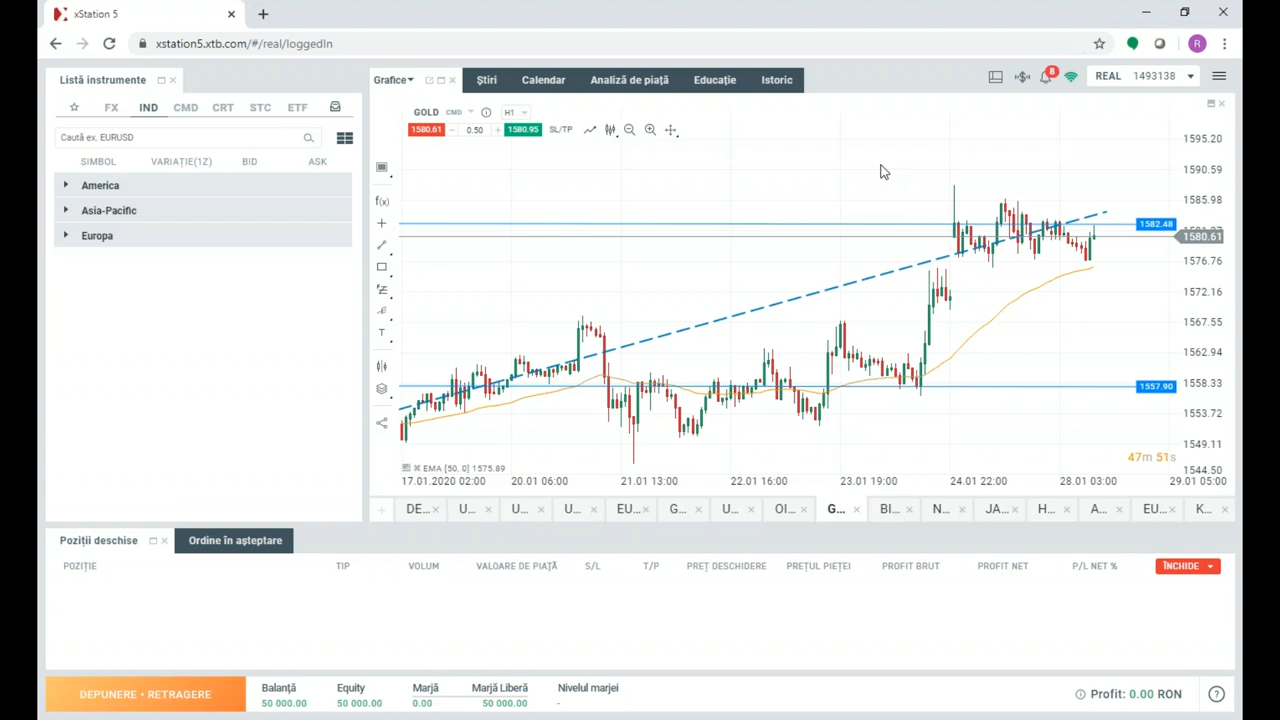 xStation 5
xstation5.xtb.com/#/real/loggedIn
R
Listă instrumente
Grafice
Știri
Calendar
Analiză de piață
Educație
Istoric
8
REAL 1493138
FX IND CMD CRT STC ETF
Caută ex. EURUSD
SIMBOL VARIAȚIE(1Z) BID ASK
America
Asia-Pacific
Europa
GOLD CMD H1
1580.61 0.50 1580.95 SL/TP
f(x)
T
1595.20
1590.59
1585.98
1582.48
1580.61
1576.76
1572.16
1567.55
1562.94
1558.33
1557.90
1553.72
1549.11
1544.50
47m 51s
EMA [50, 0] 1575.89
17.01.2020 02:00 20.01 06:00 21.01 13:00 22.01 16:00 23.01 19:00 24.01 22:00 28.01 03:00 29.01 05:00
DE... U... U... U... EU... G... U... OI... G... BI... N... JA... H... A... EU... K...
Poziții deschise
Ordine în așteptare
POZIȚIE TIP VOLUM VALOARE DE PIAȚĂ S/L T/P PREȚ DESCHIDERE PREȚUL PIEȚEI PROFIT BRUT PROFIT NET P/L NET % ÎNCHIDE
DEPUNERE • RETRAGERE
Balanță Equity Marjă Marjă Liberă Nivelul marjei
50 000.00 50 000.00 0.00 50 000.00 -
Profit: 0.00 RON
?